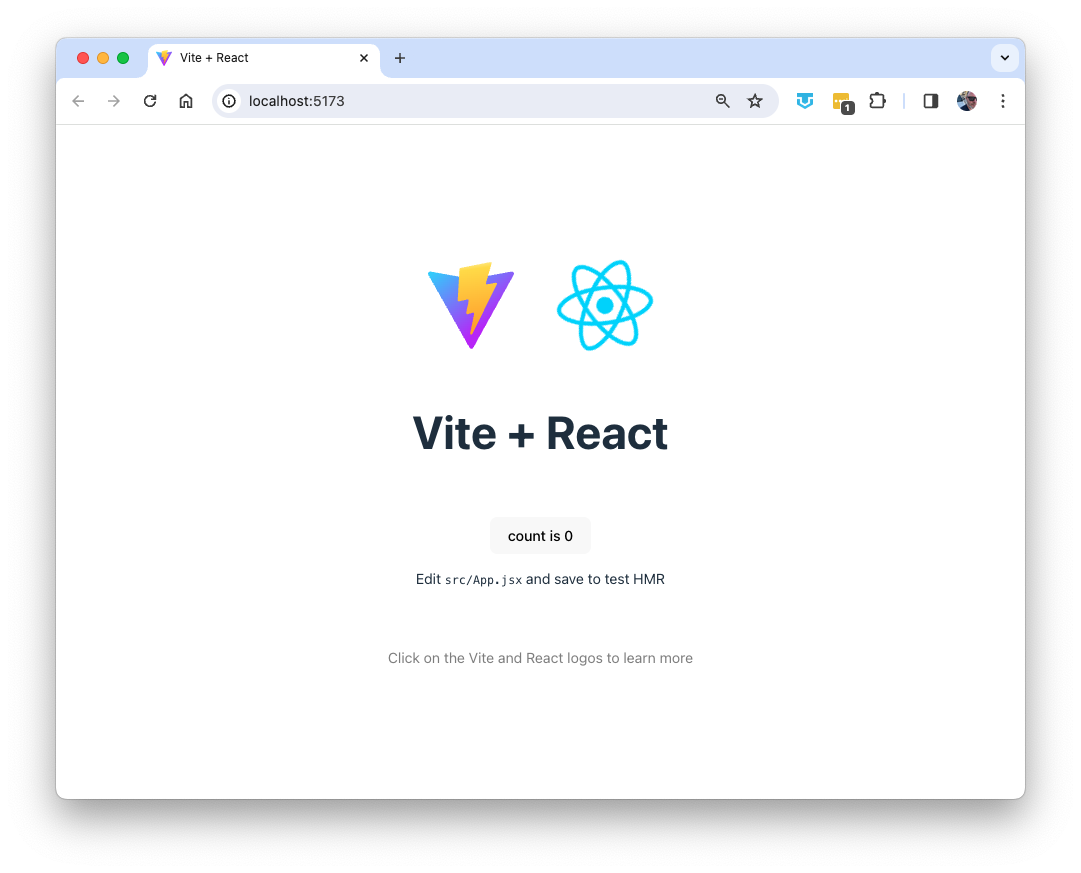 Vite + React
localhost:5173
1
Vite + React
count is 0
Edit src/App.jsx and save to test HMR
Click on the Vite and React logos to learn more